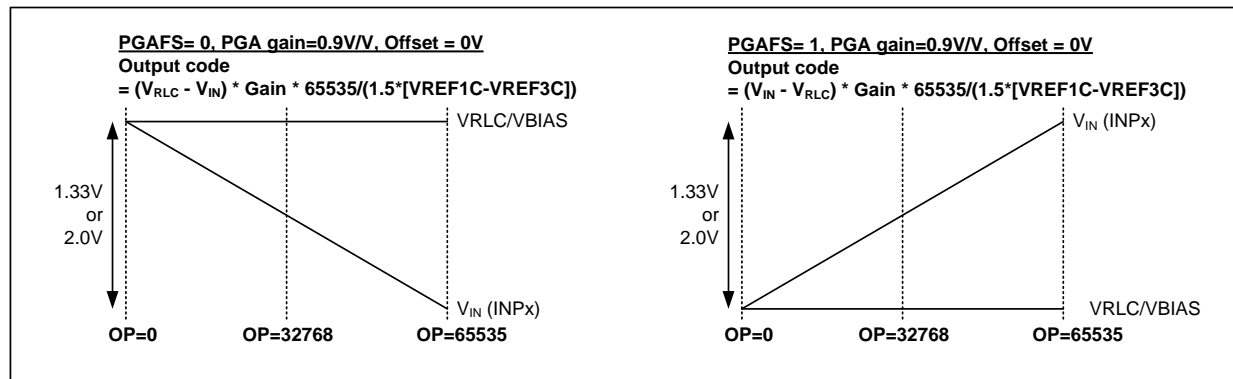 PGAFS= 0, PGA gain=0.9V/V, Offset = 0V
Output code
= (VRLC - VIN) * Gain * 65535/(1.5*[VREF1C-VREF3C])
VRLC/VBIAS
1.33V
or
2.0V
VIN (INPx)
OP=0
OP=32768
OP=65535
PGAFS= 1, PGA gain=0.9V/V, Offset = 0V
Output code
= (VIN - VRLC) * Gain * 65535/(1.5*[VREF1C-VREF3C])
VIN (INPx)
1.33V
or
2.0V
VRLC/VBIAS
OP=0
OP=32768
OP=65535